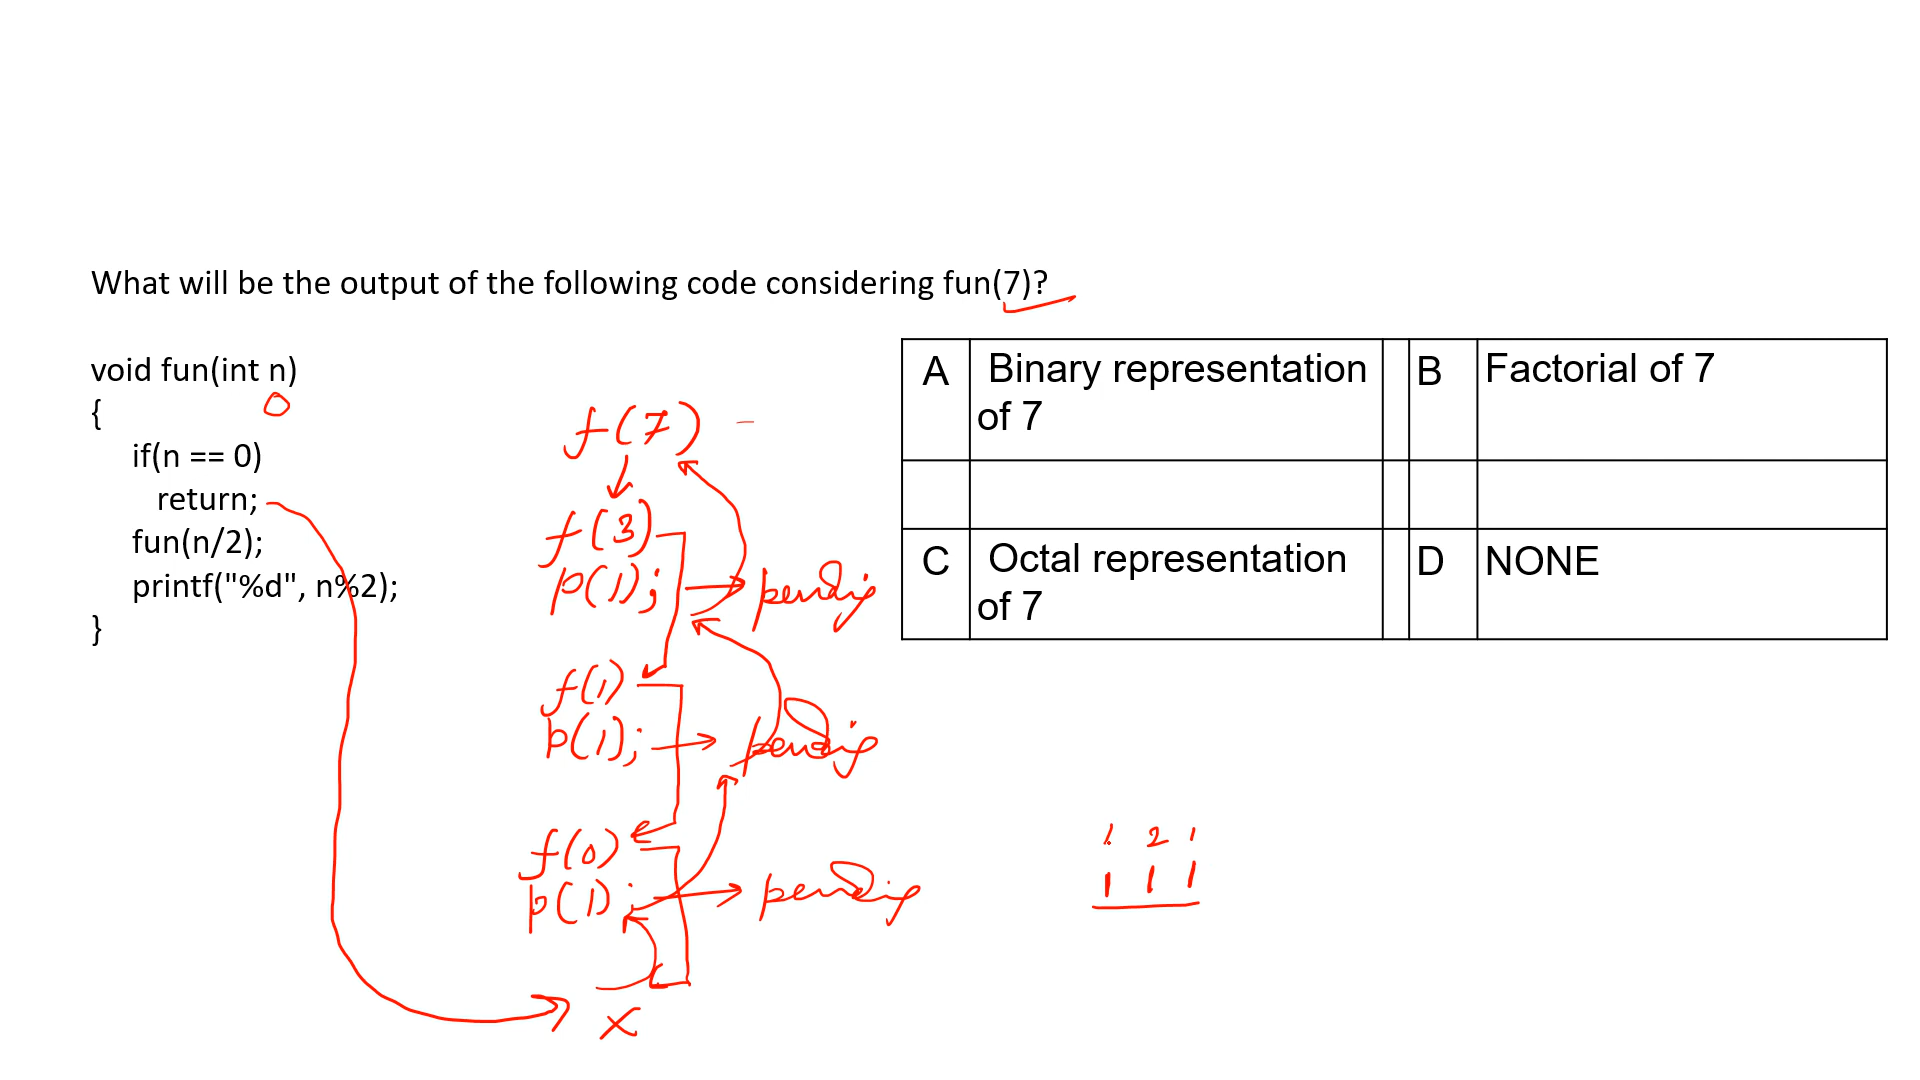 What will be the output of the following code considering fun(7)?
void fun(int n)
{
0
if(n == 0)
return;
fun(n/2);
printf("%d", n%2);
}
f(7) -
f(3)
p(1); pending
f(1)
p(1); pending
f(0)
p(1); pending
x
A Binary representation of 7
B Factorial of 7
C Octal representation of 7
D NONE
1 2 1
1 1 1